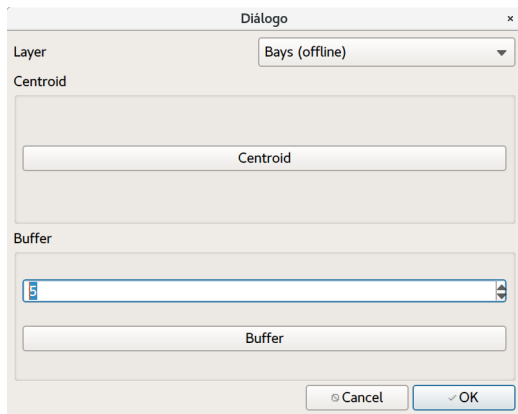 Diálogo
Layer Bays (offline)
Centroid
Centroid
Buffer
5
Buffer
Cancel OK